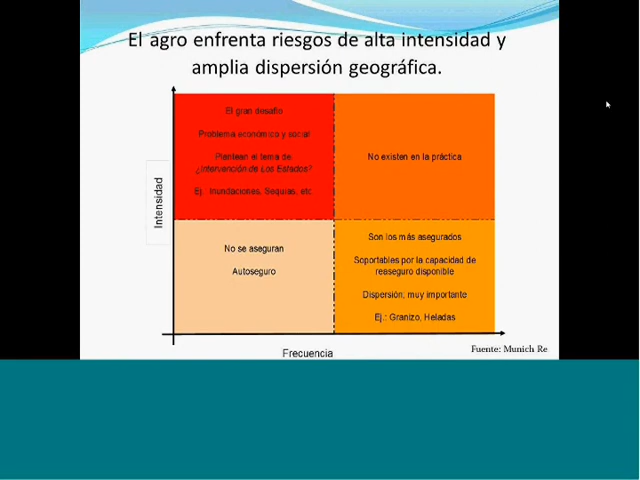 El agro enfrenta riesgos de alta intensidad y
amplia dispersión geográfica.
El gran desafío
Problema económico y social
Plantean el tema de
¿Intervención de Los Estados?
Ej.: Inundaciones, Sequías, etc
No existen en la práctica
Intensidad
No se aseguran
Autoseguro
Son los más asegurados
Soportables por la capacidad de
reaseguro disponible
Dispersión; muy importante
Ej.: Granizo, Heladas
Frecuencia
Fuente: Munich Re